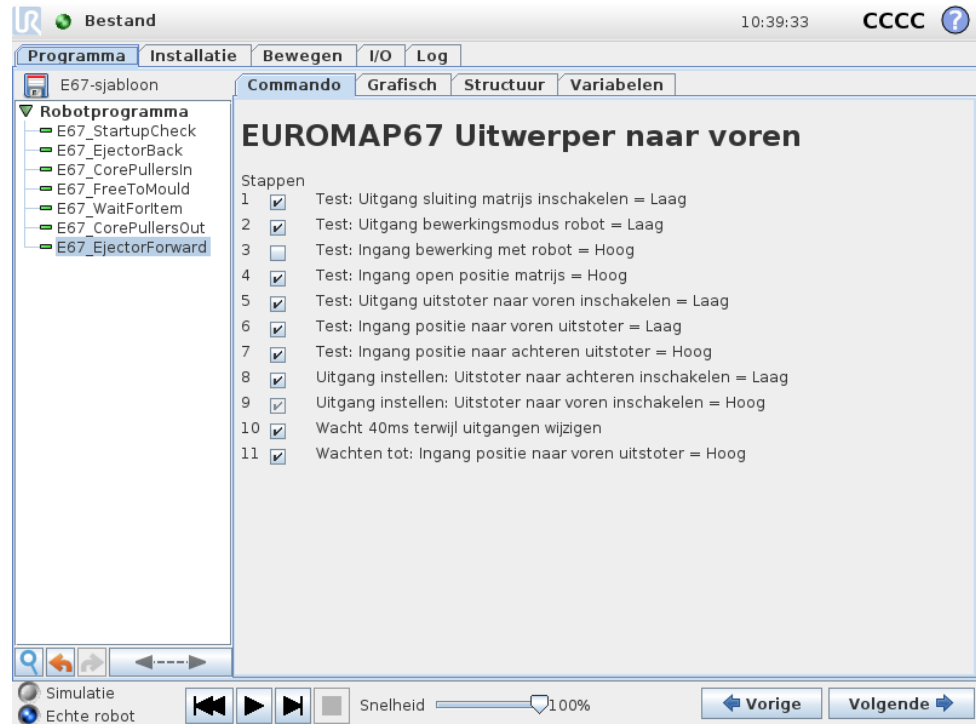 UR Bestand 10:39:33 CCCC ?
Programma Installatie Bewegen I/O Log
E67-sjabloon
Commando Grafisch Structuur Variabelen
Robotprogramma
E67_StartupCheck
E67_EjectorBack
E67_CorePullersIn
E67_FreeToMould
E67_WaitForItem
E67_CorePullersOut
E67_EjectorForward
EUROMAP67 Uitwerper naar voren
Stappen
1 Test: Uitgang sluiting matrijs inschakelen = Laag
2 Test: Uitgang bewerkingsmodus robot = Laag
3 Test: Ingang bewerking met robot = Hoog
4 Test: Ingang open positie matrijs = Hoog
5 Test: Uitgang uitstoter naar voren inschakelen = Laag
6 Test: Ingang positie naar voren uitstoter = Laag
7 Test: Ingang positie naar achteren uitstoter = Hoog
8 Uitgang instellen: Uitstoter naar achteren inschakelen = Laag
9 Uitgang instellen: Uitstoter naar voren inschakelen = Hoog
10 Wacht 40ms terwijl uitgangen wijzigen
11 Wachten tot: Ingang positie naar voren uitstoter = Hoog
Simulatie
Echte robot
Snelheid 100%
Vorige Volgende